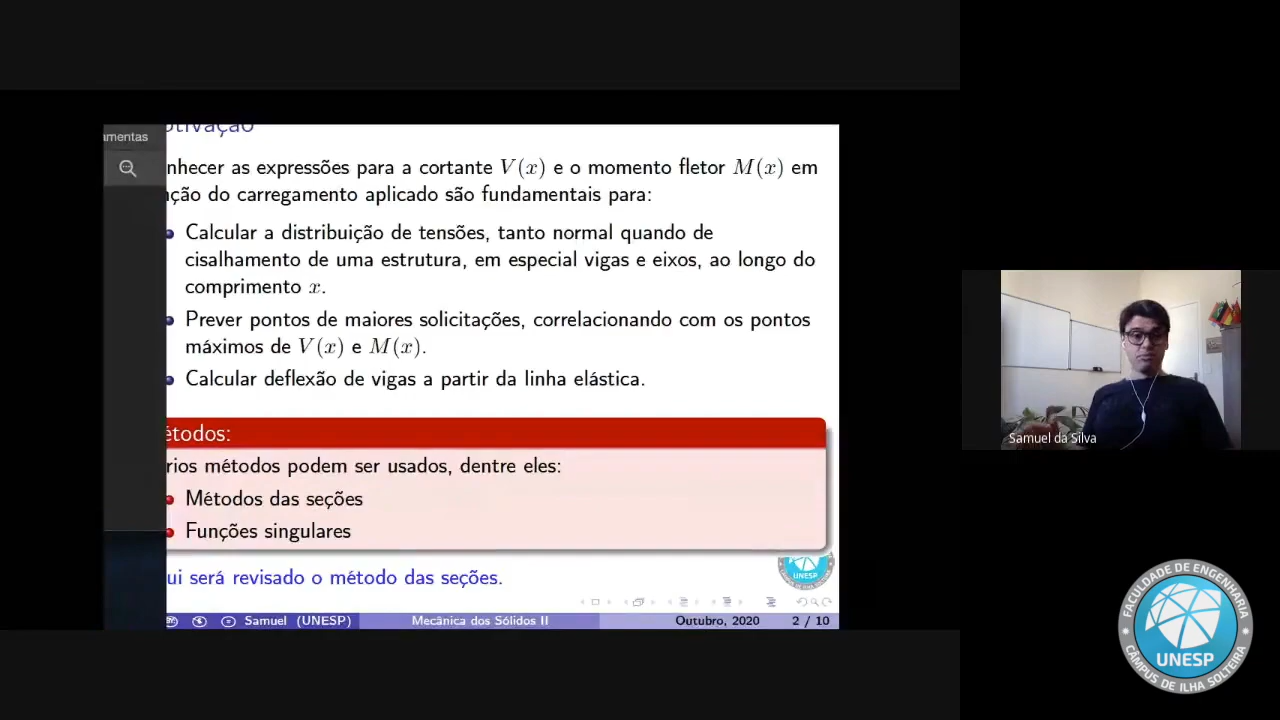 amentas
otivação
nhecer as expressões para a cortante V(x) e o momento fletor M(x) em
nção do carregamento aplicado são fundamentais para:
Calcular a distribuição de tensões, tanto normal quando de
cisalhamento de uma estrutura, em especial vigas e eixos, ao longo do
comprimento x.
Prever pontos de maiores solicitações, correlacionando com os pontos
máximos de V(x) e M(x).
Calcular deflexão de vigas a partir da linha elástica.
étodos:
rios métodos podem ser usados, dentre eles:
Métodos das seções
Funções singulares
ui será revisado o método das seções.
UNESP
Samuel (UNESP) Mecânica dos Sólidos II Outubro, 2020 2 / 10
Samuel da Silva
FACULDADE DE ENGENHARIA
UNESP
CÂMPUS DE ILHA SOLTEIRA